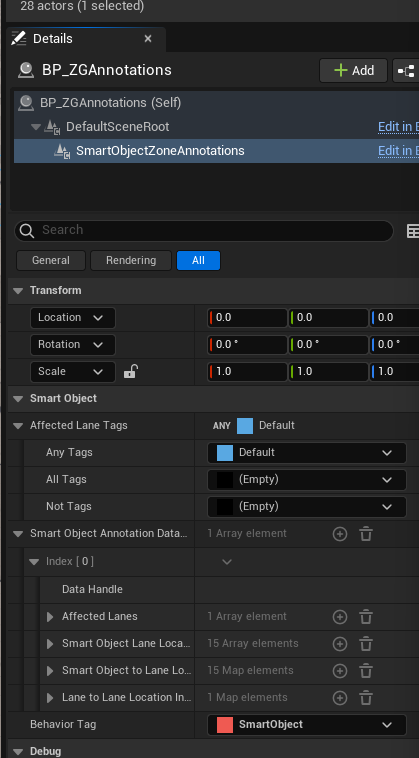 28 actors (1 selected)
Details
BP_ZGAnnotations
Add
BP_ZGAnnotations (Self)
DefaultSceneRoot
Edit in
SmartObjectZoneAnnotations
Edit in
Search
General Rendering All
Transform
Location 0.0 0.0 0.0
Rotation 0.0 ° 0.0 ° 0.0 °
Scale 1.0 1.0 1.0
Smart Object
Affected Lane Tags ANY Default
Any Tags Default
All Tags (Empty)
Not Tags (Empty)
Smart Object Annotation Data... 1 Array element
Index [ 0 ]
Data Handle
Affected Lanes 1 Array element
Smart Object Lane Loca... 15 Array elements
Smart Object to Lane Lo... 15 Map elements
Lane to Lane Location In... 1 Map elements
Behavior Tag SmartObject
Debug